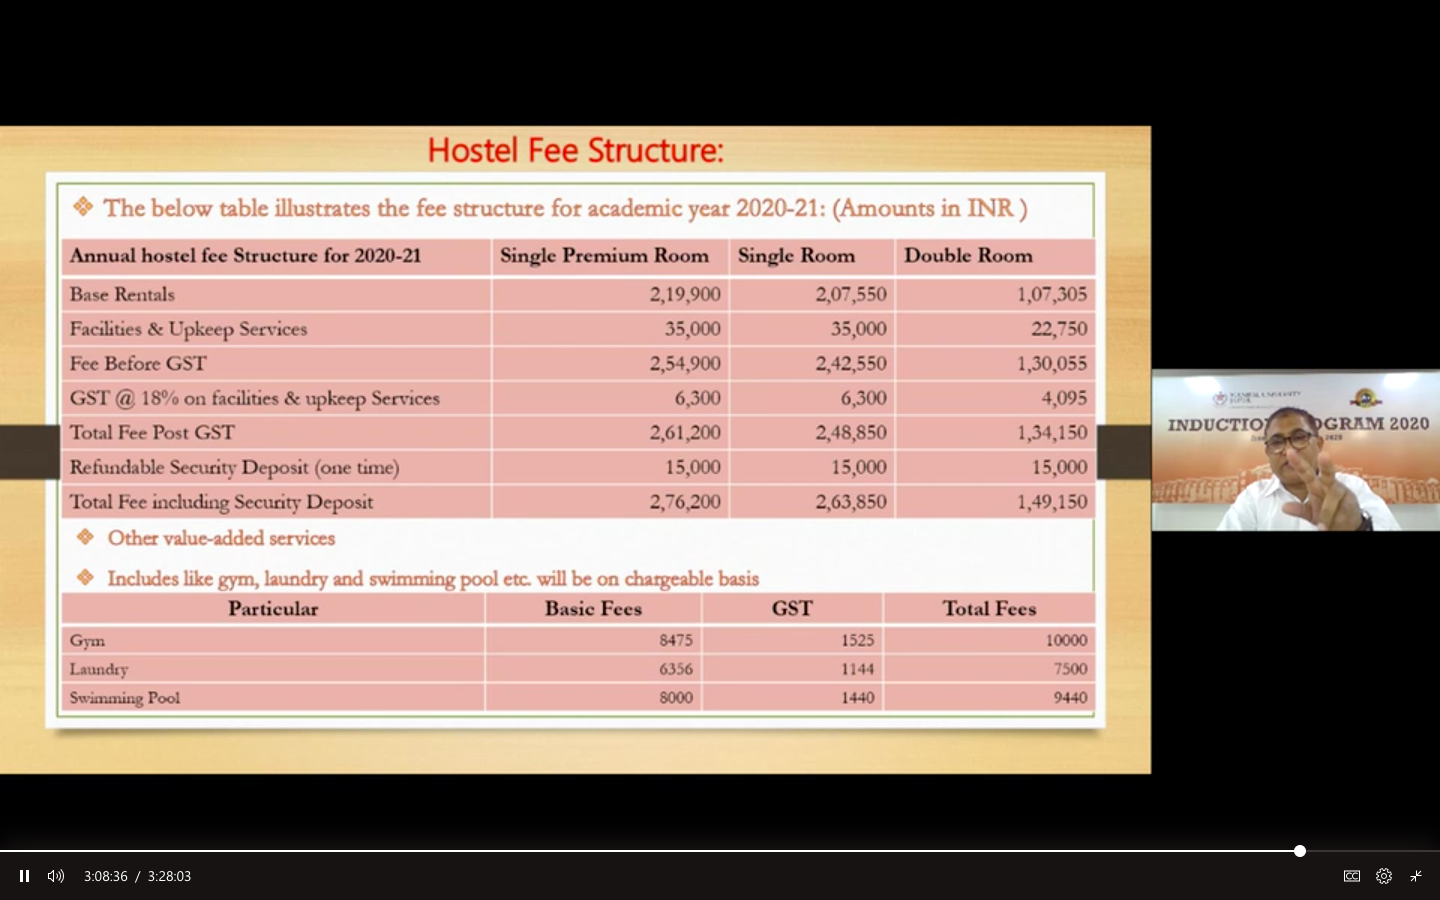 Hostel Fee Structure:
The below table illustrates the fee structure for academic year 2020-21: (Amounts in INR )
Annual hostel fee Structure for 2020-21 Single Premium Room Single Room Double Room
Base Rentals 2,19,900 2,07,550 1,07,305
Facilities & Upkeep Services 35,000 35,000 22,750
Fee Before GST 2,54,900 2,42,550 1,30,055
GST @ 18% on facilities & upkeep Services 6,300 6,300 4,095
Total Fee Post GST 2,61,200 2,48,850 1,34,150
Refundable Security Deposit (one time) 15,000 15,000 15,000
Total Fee including Security Deposit 2,76,200 2,63,850 1,49,150
Other value-added services
Includes like gym, laundry and swimming pool etc. will be on chargeable basis
Particular Basic Fees GST Total Fees
Gym 8475 1525 10000
Laundry 6356 1144 7500
Swimming Pool 8000 1440 9440
INDUCTIO OGRAM 2020
3:08:36 / 3:28:03
CC